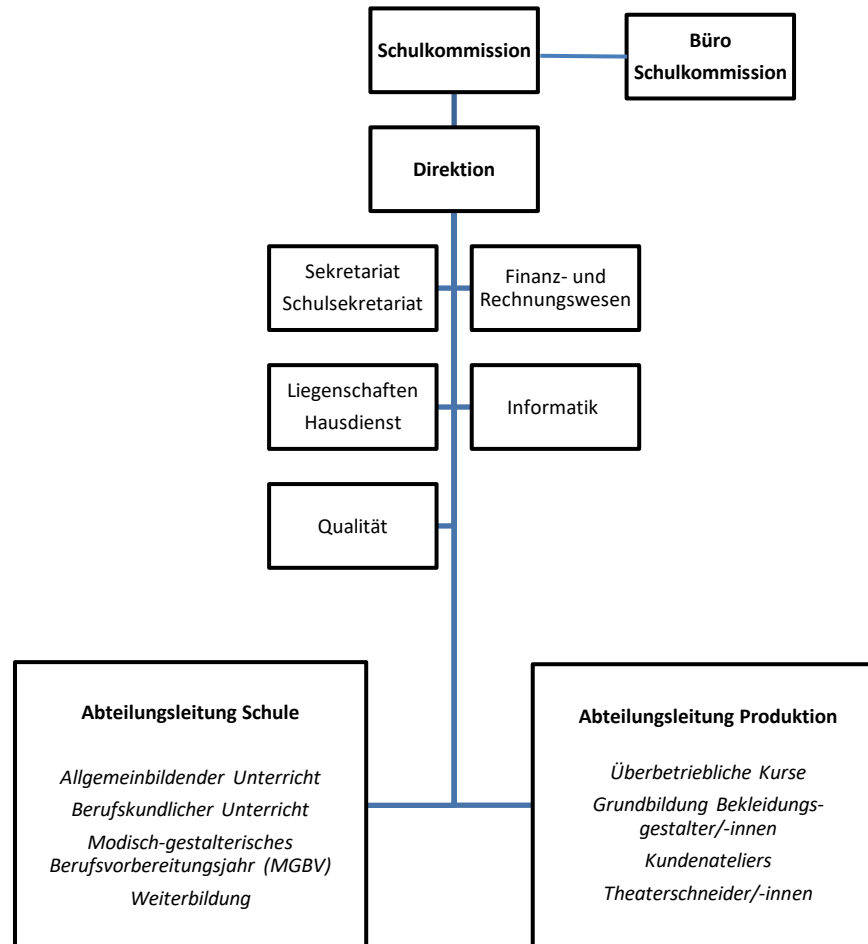 Schulkommission
Büro
Schulkommission
Direktion
Sekretariat
Schulsekretariat
Finanz- und
Rechnungswesen
Liegenschaften
Hausdienst
Informatik
Qualität
Abteilungsleitung Schule
Allgemeinbildender Unterricht
Berufskundlicher Unterricht
Modisch-gestalterisches
Berufsvorbereitungsjahr (MGBV)
Weiterbildung
Abteilungsleitung Produktion
Überbetriebliche Kurse
Grundbildung Bekleidungs-
gestalter/-innen
Kundenateliers
Theaterschneider/-innen